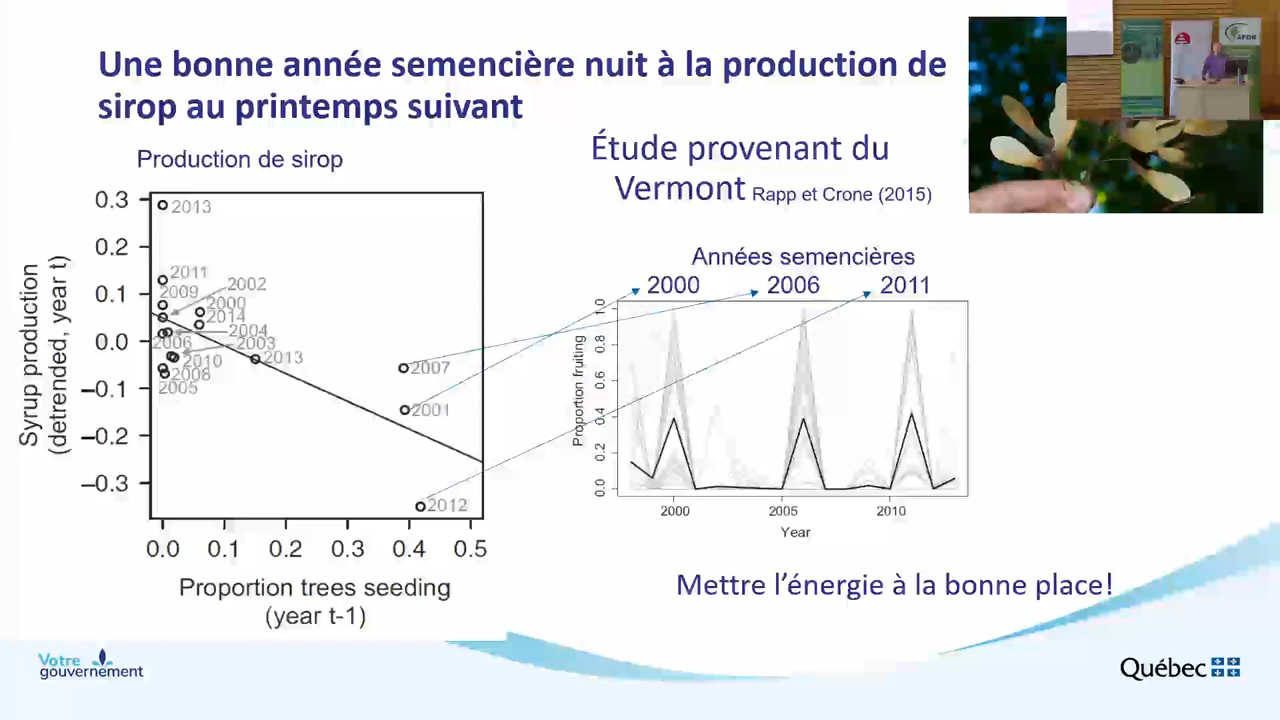 Une bonne année semencière nuit à la production de
sirop au printemps suivant
Production de sirop
Étude provenant du
Vermont Rapp et Crone (2015)
Années semencières
2000 2006 2011
Syrup production
(detrended, year t)
0.3
0.2
0.1
0.0
−0.1
−0.2
−0.3
2013
2011
2009
2002
2000
2014
2004
2006
2003
2010
2013
2008
2005
2007
2001
2012
0.0 0.1 0.2 0.3 0.4 0.5
Proportion trees seeding
(year t-1)
Proportion fruiting
1.0
0.8
0.6
0.4
0.2
0.0
2000 2005 2010
Year
Mettre l’énergie à la bonne place!
Votre
gouvernement
Québec
AFOR